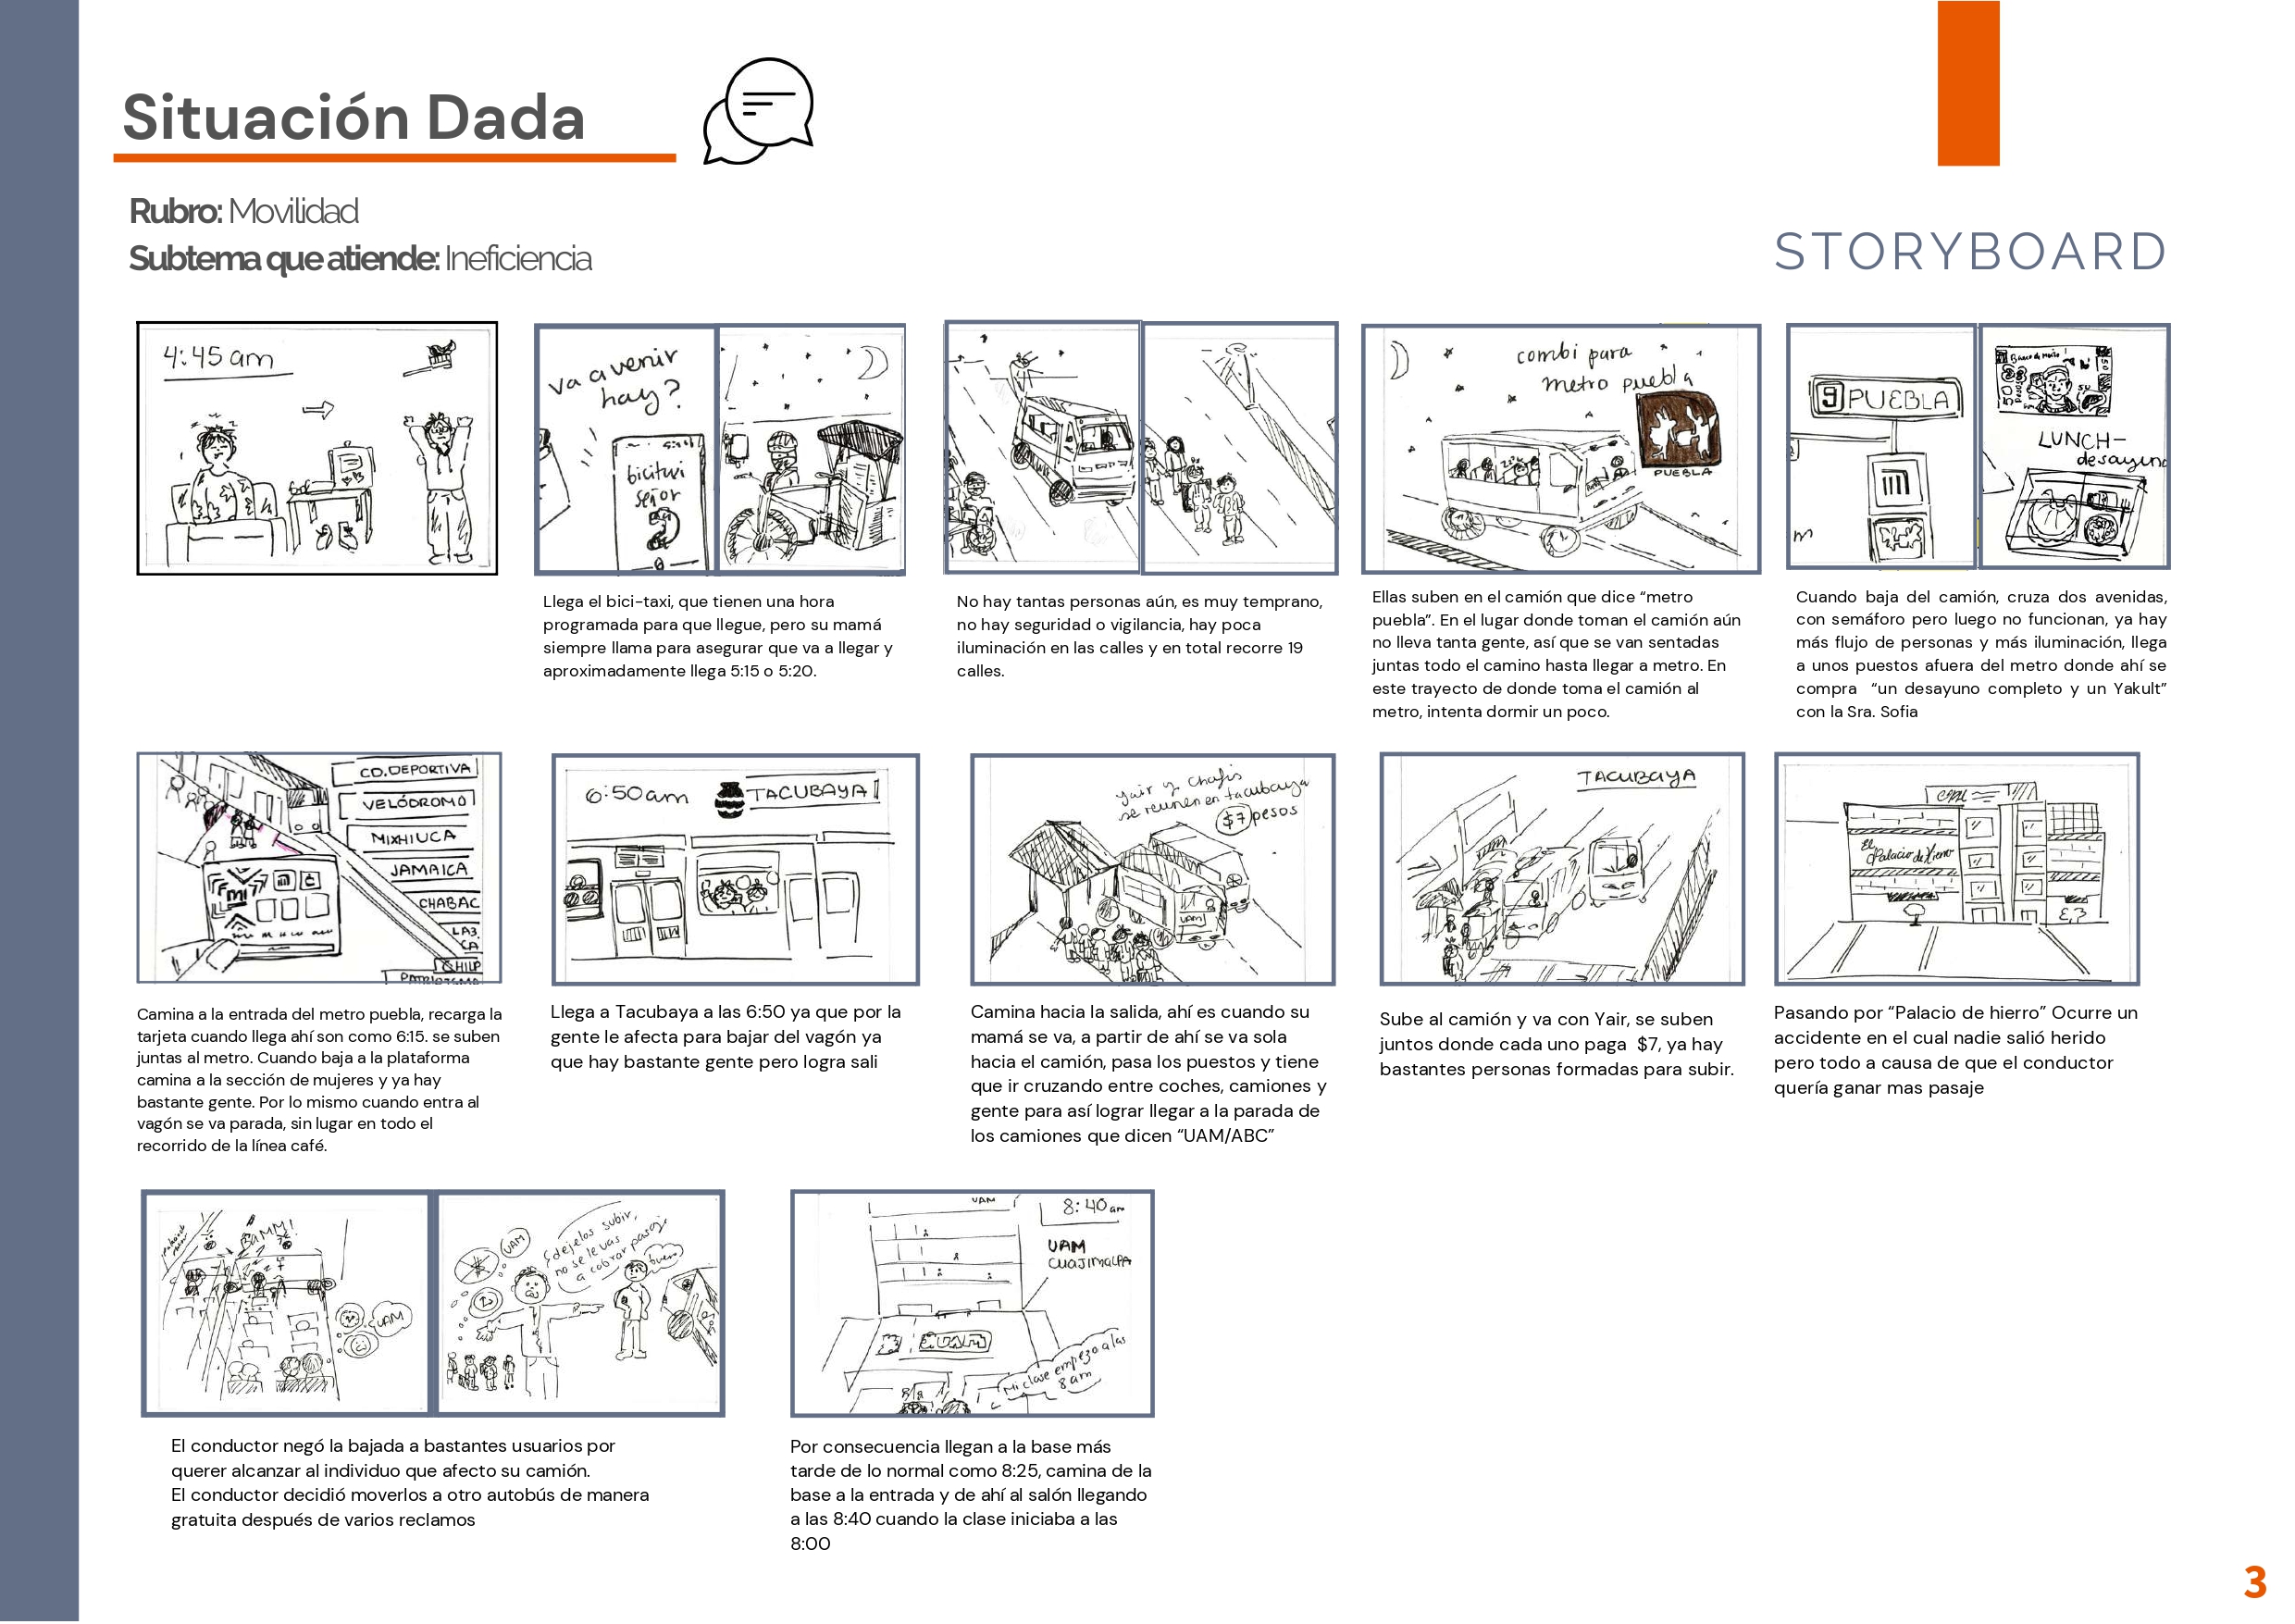 Situación Dada
Rubro: Movilidad
Subtema que atiende: Ineficiencia
STORYBOARD
4:45 am
va a venir
hay?
bicitaxi
señor
combi para
metro puebla
PUEBLA
9 PUEBLA
LUNCH-
desayuno
Llega el bici-taxi, que tienen una hora
programada para que llegue, pero su mamá
siempre llama para asegurar que va a llegar y
aproximadamente llega 5:15 o 5:20.
No hay tantas personas aún, es muy temprano,
no hay seguridad o vigilancia, hay poca
iluminación en las calles y en total recorre 19
calles.
Ellas suben en el camión que dice “metro
puebla”. En el lugar donde toman el camión aún
no lleva tanta gente, así que se van sentadas
juntas todo el camino hasta llegar a metro. En
este trayecto de donde toma el camión al
metro, intenta dormir un poco.
Cuando baja del camión, cruza dos avenidas,
con semáforo pero luego no funcionan, ya hay
más flujo de personas y más iluminación, llega
a unos puestos afuera del metro donde ahí se
compra “un desayuno completo y un Yakult”
con la Sra. Sofia
CD.DEPORTIVA
VELÓDROMO
MIXHIUCA
JAMAICA
CHABAC
MI
6:50am
TACUBAYA
Yair y Chafis
se reunen en tacubaya
$7 pesos
UAM
TACUBAYA
El
Palacio de Hierro
Camina a la entrada del metro puebla, recarga la
tarjeta cuando llega ahí son como 6:15. se suben
juntas al metro. Cuando baja a la plataforma
camina a la sección de mujeres y ya hay
bastante gente. Por lo mismo cuando entra al
vagón se va parada, sin lugar en todo el
recorrido de la línea café.
Llega a Tacubaya a las 6:50 ya que por la
gente le afecta para bajar del vagón ya
que hay bastante gente pero logra sali
Camina hacia la salida, ahí es cuando su
mamá se va, a partir de ahí se va sola
hacia el camión, pasa los puestos y tiene
que ir cruzando entre coches, camiones y
gente para así lograr llegar a la parada de
los camiones que dicen “UAM/ABC”
Sube al camión y va con Yair, se suben
juntos donde cada uno paga $7, ya hay
bastantes personas formadas para subir.
Pasando por “Palacio de hierro” Ocurre un
accidente en el cual nadie salió herido
pero todo a causa de que el conductor
quería ganar mas pasaje
BAMM!
UAM
UAM
dejelos subir,
no se le vas
a cobrar pasaje
bueno
UAM
8:40 am
UAM
CUAJIMALPA
Mi clase empezo a las
8 am
El conductor negó la bajada a bastantes usuarios por
querer alcanzar al individuo que afecto su camión.
El conductor decidió moverlos a otro autobús de manera
gratuita después de varios reclamos
Por consecuencia llegan a la base más
tarde de lo normal como 8:25, camina de la
base a la entrada y de ahí al salón llegando
a las 8:40 cuando la clase iniciaba a las
8:00
3